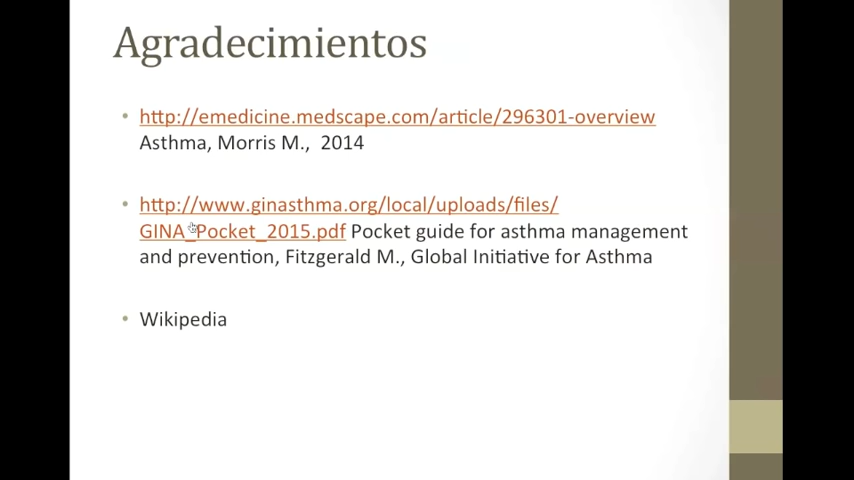 Agradecimientos
• http://emedicine.medscape.com/article/296301-overview
Asthma, Morris M., 2014
• http://www.ginasthma.org/local/uploads/files/
GINA_Pocket_2015.pdf Pocket guide for asthma management
and prevention, Fitzgerald M., Global Initiative for Asthma
• Wikipedia